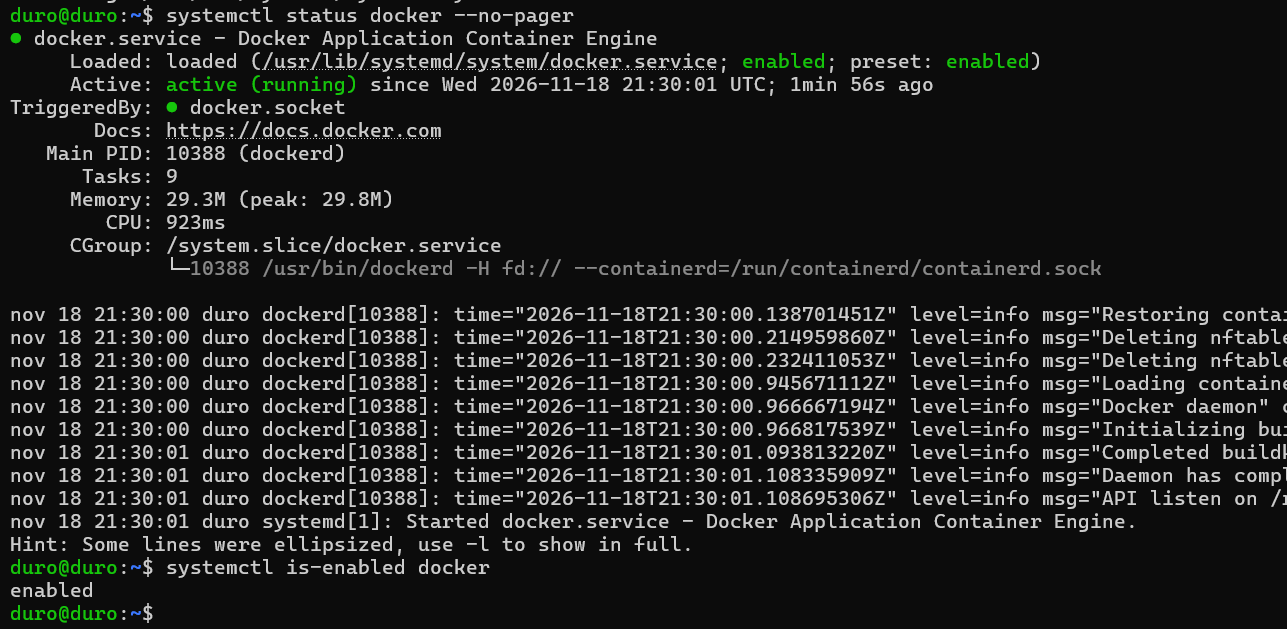 duro@duro:~$ systemctl status docker --no-pager
● docker.service - Docker Application Container Engine
     Loaded: loaded (/usr/lib/systemd/system/docker.service; enabled; preset: enabled)
     Active: active (running) since Wed 2026-11-18 21:30:01 UTC; 1min 56s ago
TriggeredBy: ● docker.socket
       Docs: https://docs.docker.com
   Main PID: 10388 (dockerd)
      Tasks: 9
     Memory: 29.3M (peak: 29.8M)
        CPU: 923ms
     CGroup: /system.slice/docker.service
             └─10388 /usr/bin/dockerd -H fd:// --containerd=/run/containerd/containerd.sock

nov 18 21:30:00 duro dockerd[10388]: time="2026-11-18T21:30:00.138701451Z" level=info msg="Restoring contai
nov 18 21:30:00 duro dockerd[10388]: time="2026-11-18T21:30:00.214959860Z" level=info msg="Deleting nftable
nov 18 21:30:00 duro dockerd[10388]: time="2026-11-18T21:30:00.232411053Z" level=info msg="Deleting nftable
nov 18 21:30:00 duro dockerd[10388]: time="2026-11-18T21:30:00.945671112Z" level=info msg="Loading containe
nov 18 21:30:00 duro dockerd[10388]: time="2026-11-18T21:30:00.966667194Z" level=info msg="Docker daemon" c
nov 18 21:30:00 duro dockerd[10388]: time="2026-11-18T21:30:00.966817539Z" level=info msg="Initializing bui
nov 18 21:30:01 duro dockerd[10388]: time="2026-11-18T21:30:01.093813220Z" level=info msg="Completed buildk
nov 18 21:30:01 duro dockerd[10388]: time="2026-11-18T21:30:01.108335909Z" level=info msg="Daemon has compl
nov 18 21:30:01 duro dockerd[10388]: time="2026-11-18T21:30:01.108695306Z" level=info msg="API listen on /r
nov 18 21:30:01 duro systemd[1]: Started docker.service - Docker Application Container Engine.
Hint: Some lines were ellipsized, use -l to show in full.
duro@duro:~$ systemctl is-enabled docker
enabled
duro@duro:~$